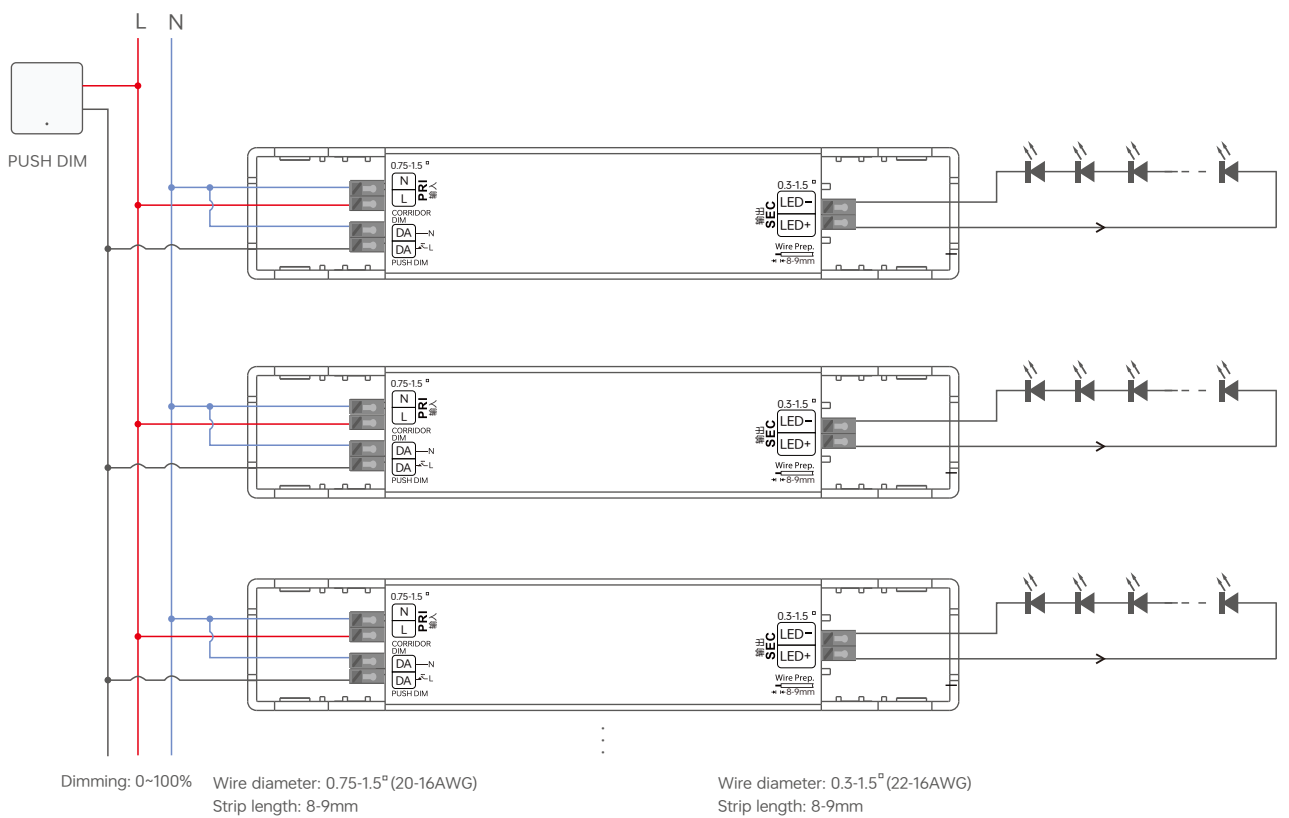 L N
PUSH DIM
0.75-1.5 □
N
L
PRI
输入
CORRIDOR
DIM
DA N
DA L
PUSH DIM
0.3-1.5 □
LED-
LED+
SEC
输出
Wire Prep.
8-9mm
0.75-1.5 □
N
L
PRI
输入
CORRIDOR
DIM
DA N
DA L
PUSH DIM
0.3-1.5 □
LED-
LED+
SEC
输出
Wire Prep.
8-9mm
0.75-1.5 □
N
L
PRI
输入
CORRIDOR
DIM
DA N
DA L
PUSH DIM
0.3-1.5 □
LED-
LED+
SEC
输出
Wire Prep.
8-9mm
Dimming: 0~100%
Wire diameter: 0.75-1.5□(20-16AWG)
Strip length: 8-9mm
Wire diameter: 0.3-1.5□(22-16AWG)
Strip length: 8-9mm